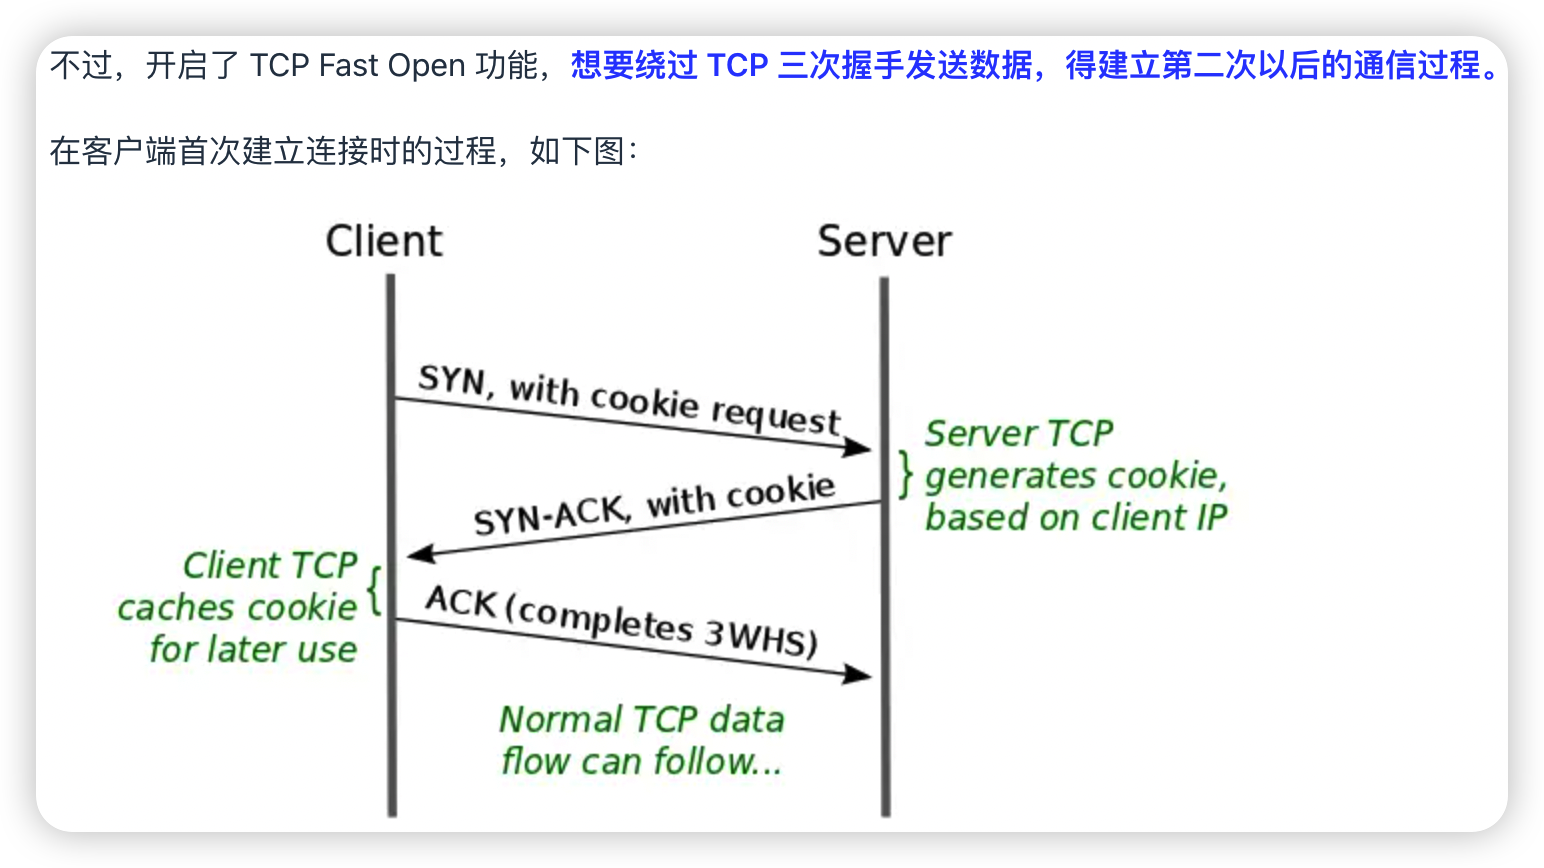 不过，开启了 TCP Fast Open 功能，想要绕过 TCP 三次握手发送数据，得建立第二次以后的通信过程。
在客户端首次建立连接时的过程，如下图：
Client
Server
SYN, with cookie request
Server TCP
generates cookie,
based on client IP
SYN-ACK, with cookie
Client TCP
caches cookie
for later use
ACK (completes 3WHS)
Normal TCP data
flow can follow...